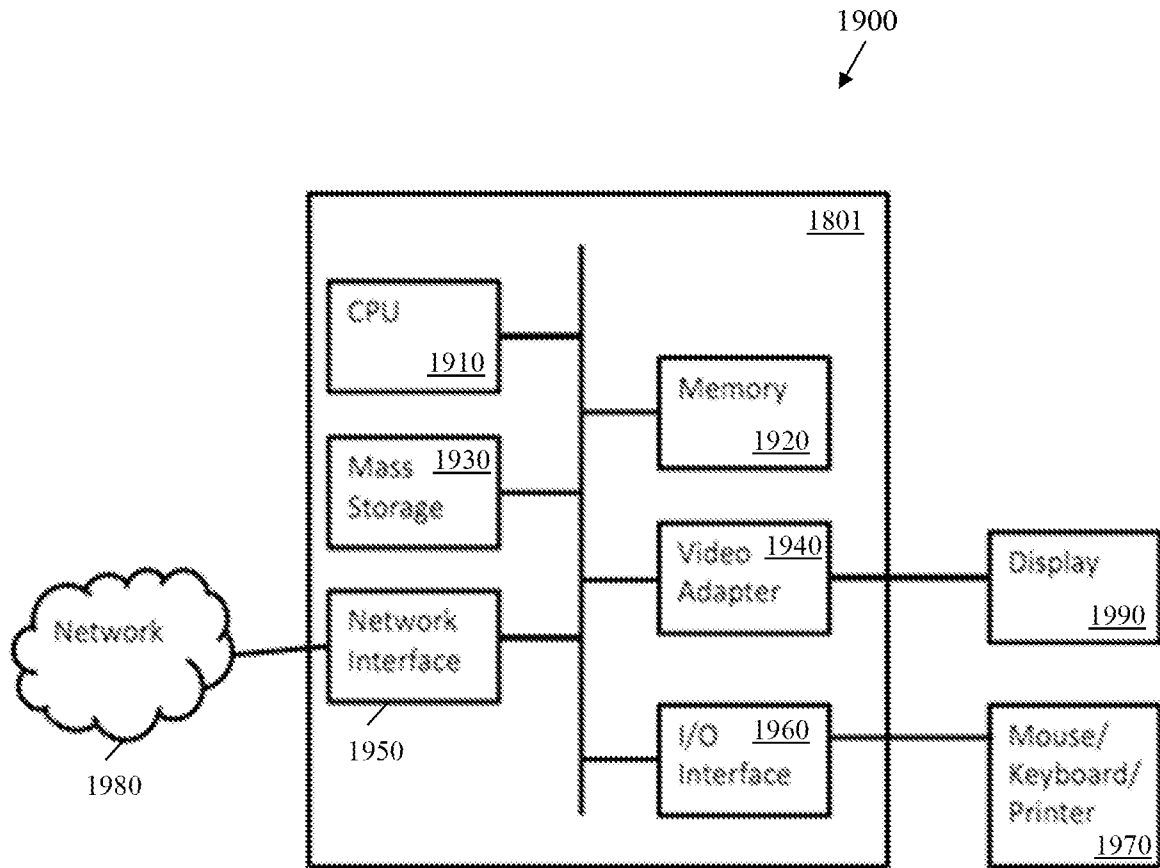 1900
1801
CPU
1910
Memory
1920
Mass
Storage
1930
Video
Adapter
1940
Display
1990
Network
1980
Network
Interface
1950
I/O
Interface
1960
Mouse/
Keyboard/
Printer
1970